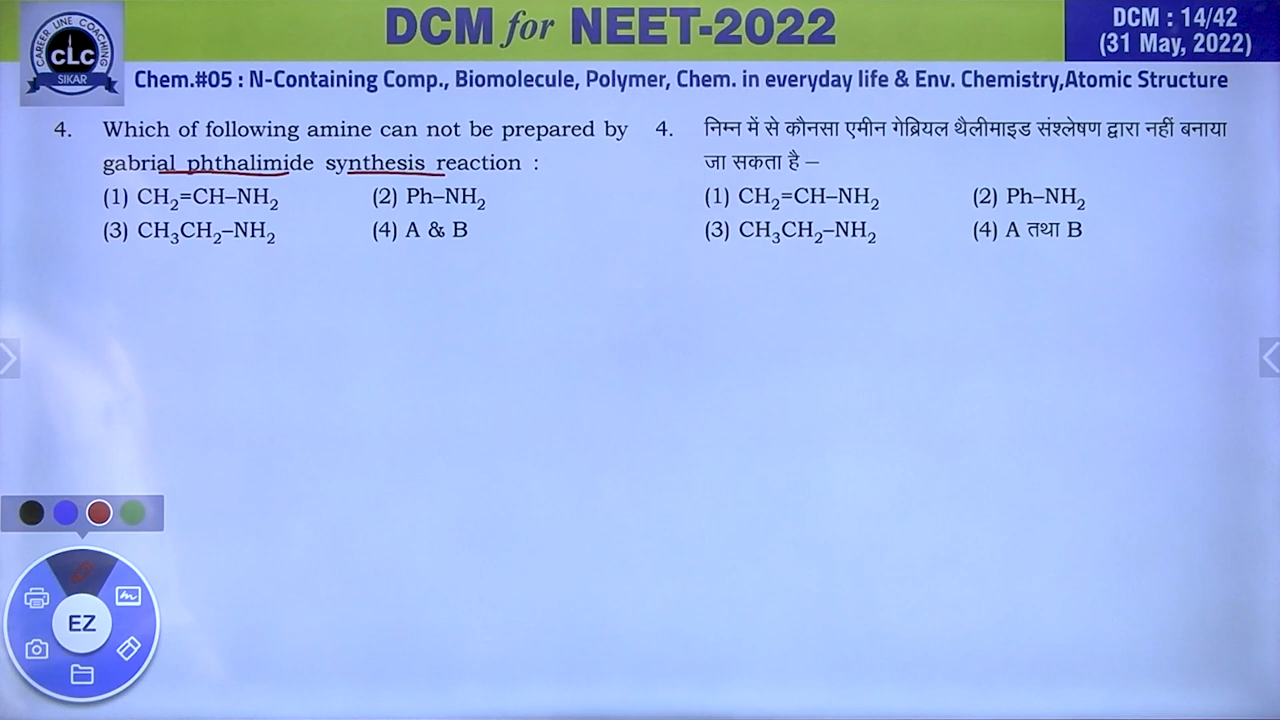 CAREER LINE COACHING
CLC
SIKAR
DCM for NEET-2022
DCM : 14/42
(31 May, 2022)
Chem.#05 : N-Containing Comp., Biomolecule, Polymer, Chem. in everyday life & Env. Chemistry,Atomic Structure
4. Which of following amine can not be prepared by
gabrial phthalimide synthesis reaction :
(1) CH₂=CH–NH₂ (2) Ph–NH₂
(3) CH₃CH₂–NH₂ (4) A & B
4. निम्न में से कौनसा एमीन गेब्रियल थैलीमाइड संश्लेषण द्वारा नहीं बनाया
जा सकता है –
(1) CH₂=CH–NH₂ (2) Ph–NH₂
(3) CH₃CH₂–NH₂ (4) A तथा B
EZ